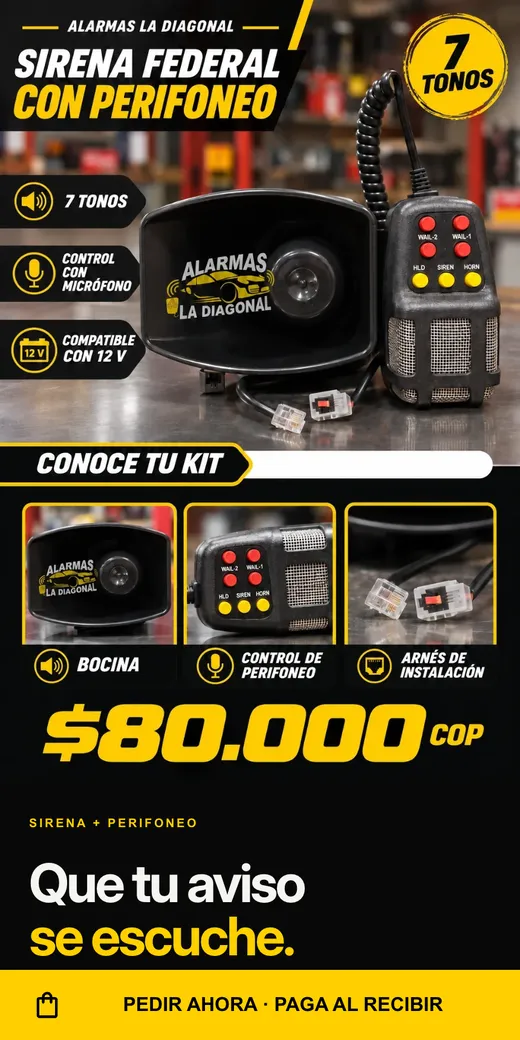 ALARMAS LA DIAGONAL
SIRENA FEDERAL
CON PERIFONEO
7
TONOS
7 TONOS
CONTROL
CON
MICRÓFONO
12 V
COMPATIBLE
CON 12 V
ALARMAS
LA DIAGONAL
WAIL-2 WAIL-1
HLD SIREN HORN
CONOCE TU KIT
ALARMAS
LA DIAGONAL
WAIL-2 WAIL-1
HLD SIREN HORN
BOCINA
CONTROL DE
PERIFONEO
ARNÉS DE
INSTALACIÓN
$80.000 COP
SIRENA + PERIFONEO
Que tu aviso
se escuche.
PEDIR AHORA · PAGA AL RECIBIR